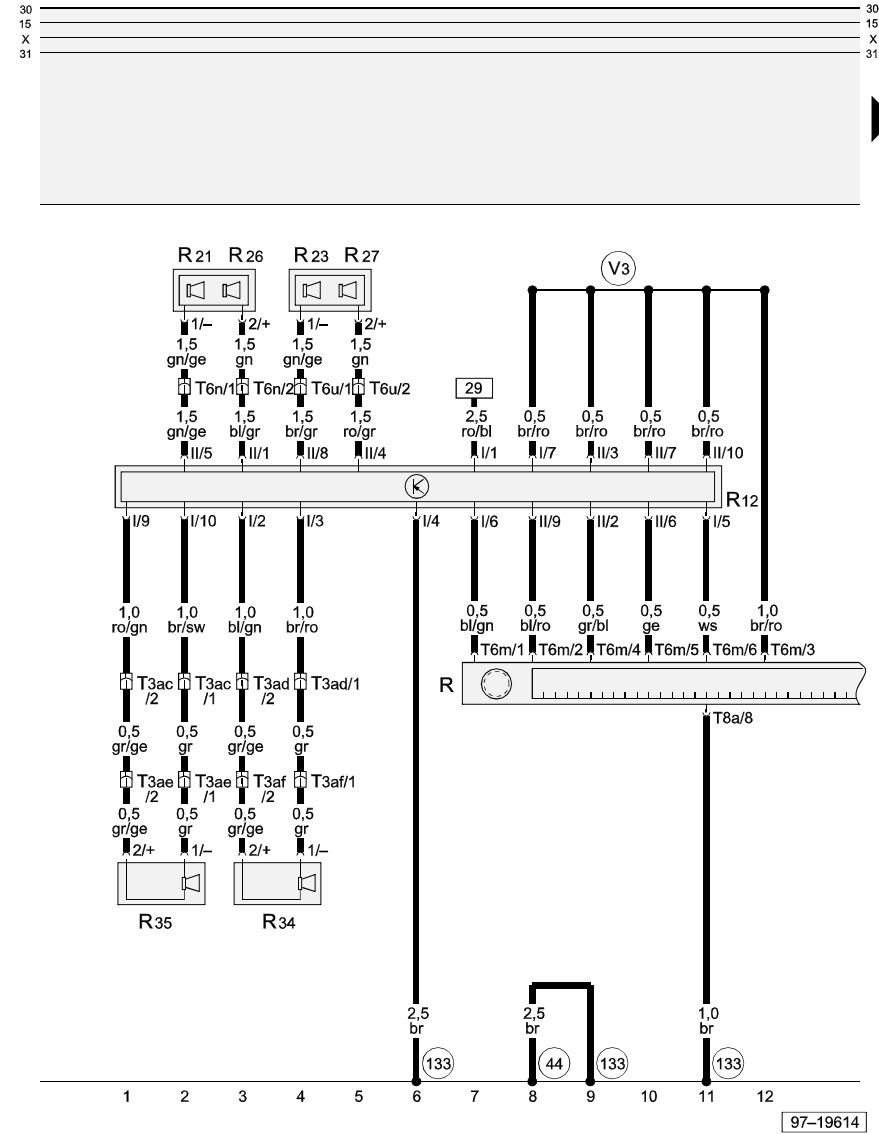 30 30
15 15
X X
31 31
R 21 R 26 R 23 R 27
V3
1/– 2/+ 1/– 2/+
1,5 1,5 1,5 1,5
gn/ge gn gn/ge gn
T6n/1 T6n/2 T6u/1 T6u/2
29
1,5 1,5 1,5 1,5 2,5 0,5 0,5 0,5 0,5
gn/ge bl/gr br/gr ro/gr ro/bl br/ro br/ro br/ro br/ro
II/5 II/1 II/8 II/4 I/1 I/7 II/3 II/7 II/10
R12
I/9 I/10 I/2 I/3 I/4 I/6 II/9 II/2 II/6 I/5
1,0 1,0 1,0 1,0 0,5 0,5 0,5 0,5 0,5 1,0
ro/gn br/sw bl/gn br/ro bl/gn bl/ro gr/bl ge ws br/ro
T6m/1 T6m/2 T6m/4 T6m/5 T6m/6 T6m/3
T3ac T3ac T3ad T3ad/1 R
/2 /1 /2
T8a/8
0,5 0,5 0,5 0,5
gr/ge gr gr/ge gr
T3ae T3ae T3af T3af/1
/2 /1 /2
0,5 0,5 0,5 0,5
gr/ge gr gr/ge gr
2/+ 1/– 2/+ 1/–
R35 R34
2,5 2,5 1,0
br br br
133 44 133 133
1 2 3 4 5 6 7 8 9 10 11 12
97–19614